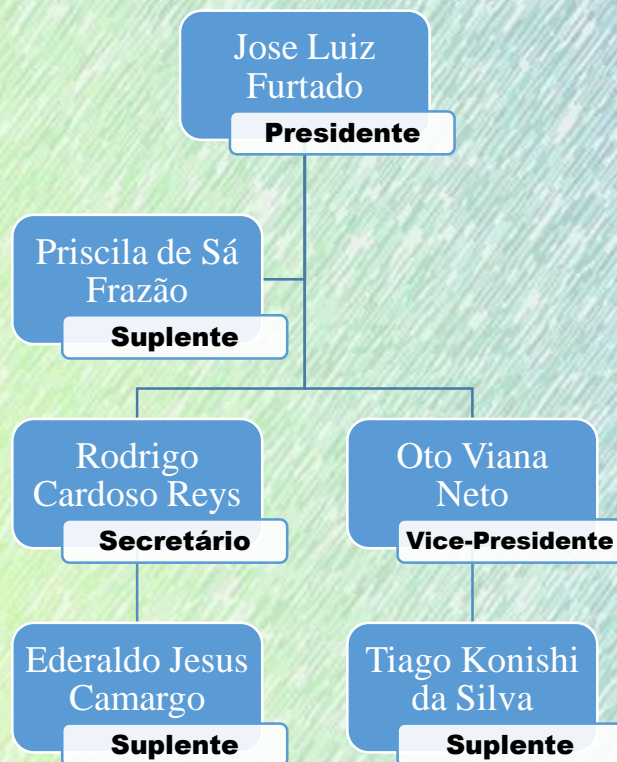 Jose Luiz
Furtado
Presidente
Priscila de Sá
Frazão
Suplente
Rodrigo
Cardoso Reys
Secretário
Oto Viana
Neto
Vice-Presidente
Ederaldo Jesus
Camargo
Suplente
Tiago Konishi
da Silva
Suplente